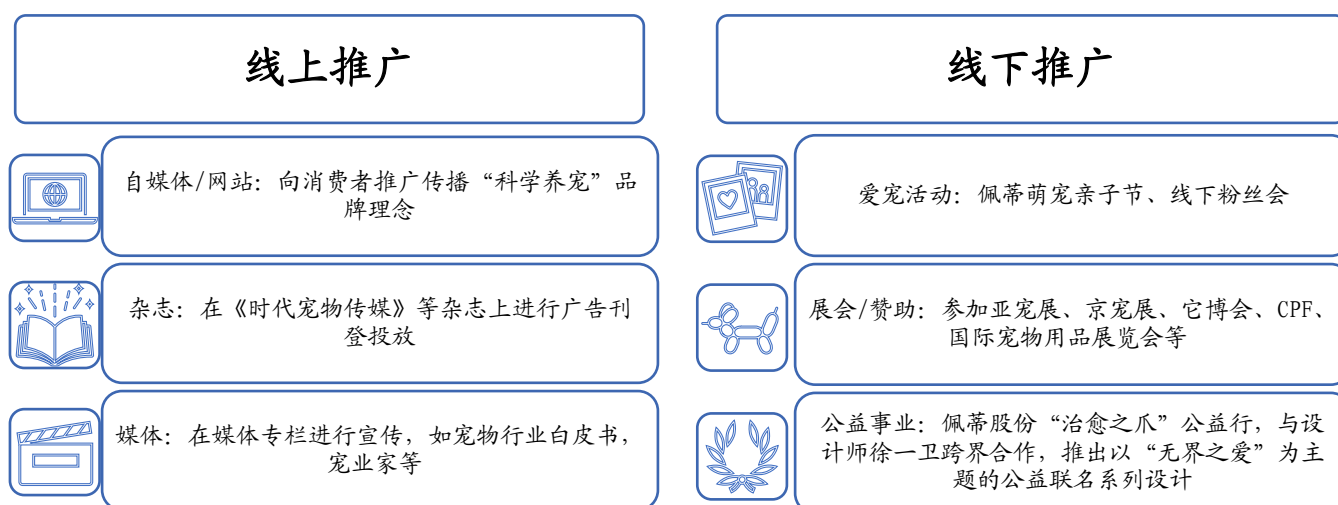 线上推广
自媒体/网站：向消费者推广传播“科学养宠”品
牌理念
杂志：在《时代宠物传媒》等杂志上进行广告刊
登投放
媒体：在媒体专栏进行宣传，如宠物行业白皮书，
宠业家等
线下推广
爱宠活动：佩蒂萌宠亲子节、线下粉丝会
展会/赞助：参加亚宠展、京宠展、它博会、CPF、
国际宠物用品展览会等
公益事业：佩蒂股份“治愈之爪”公益行，与设
计师徐一卫跨界合作，推出以“无界之爱”为主
题的公益联名系列设计